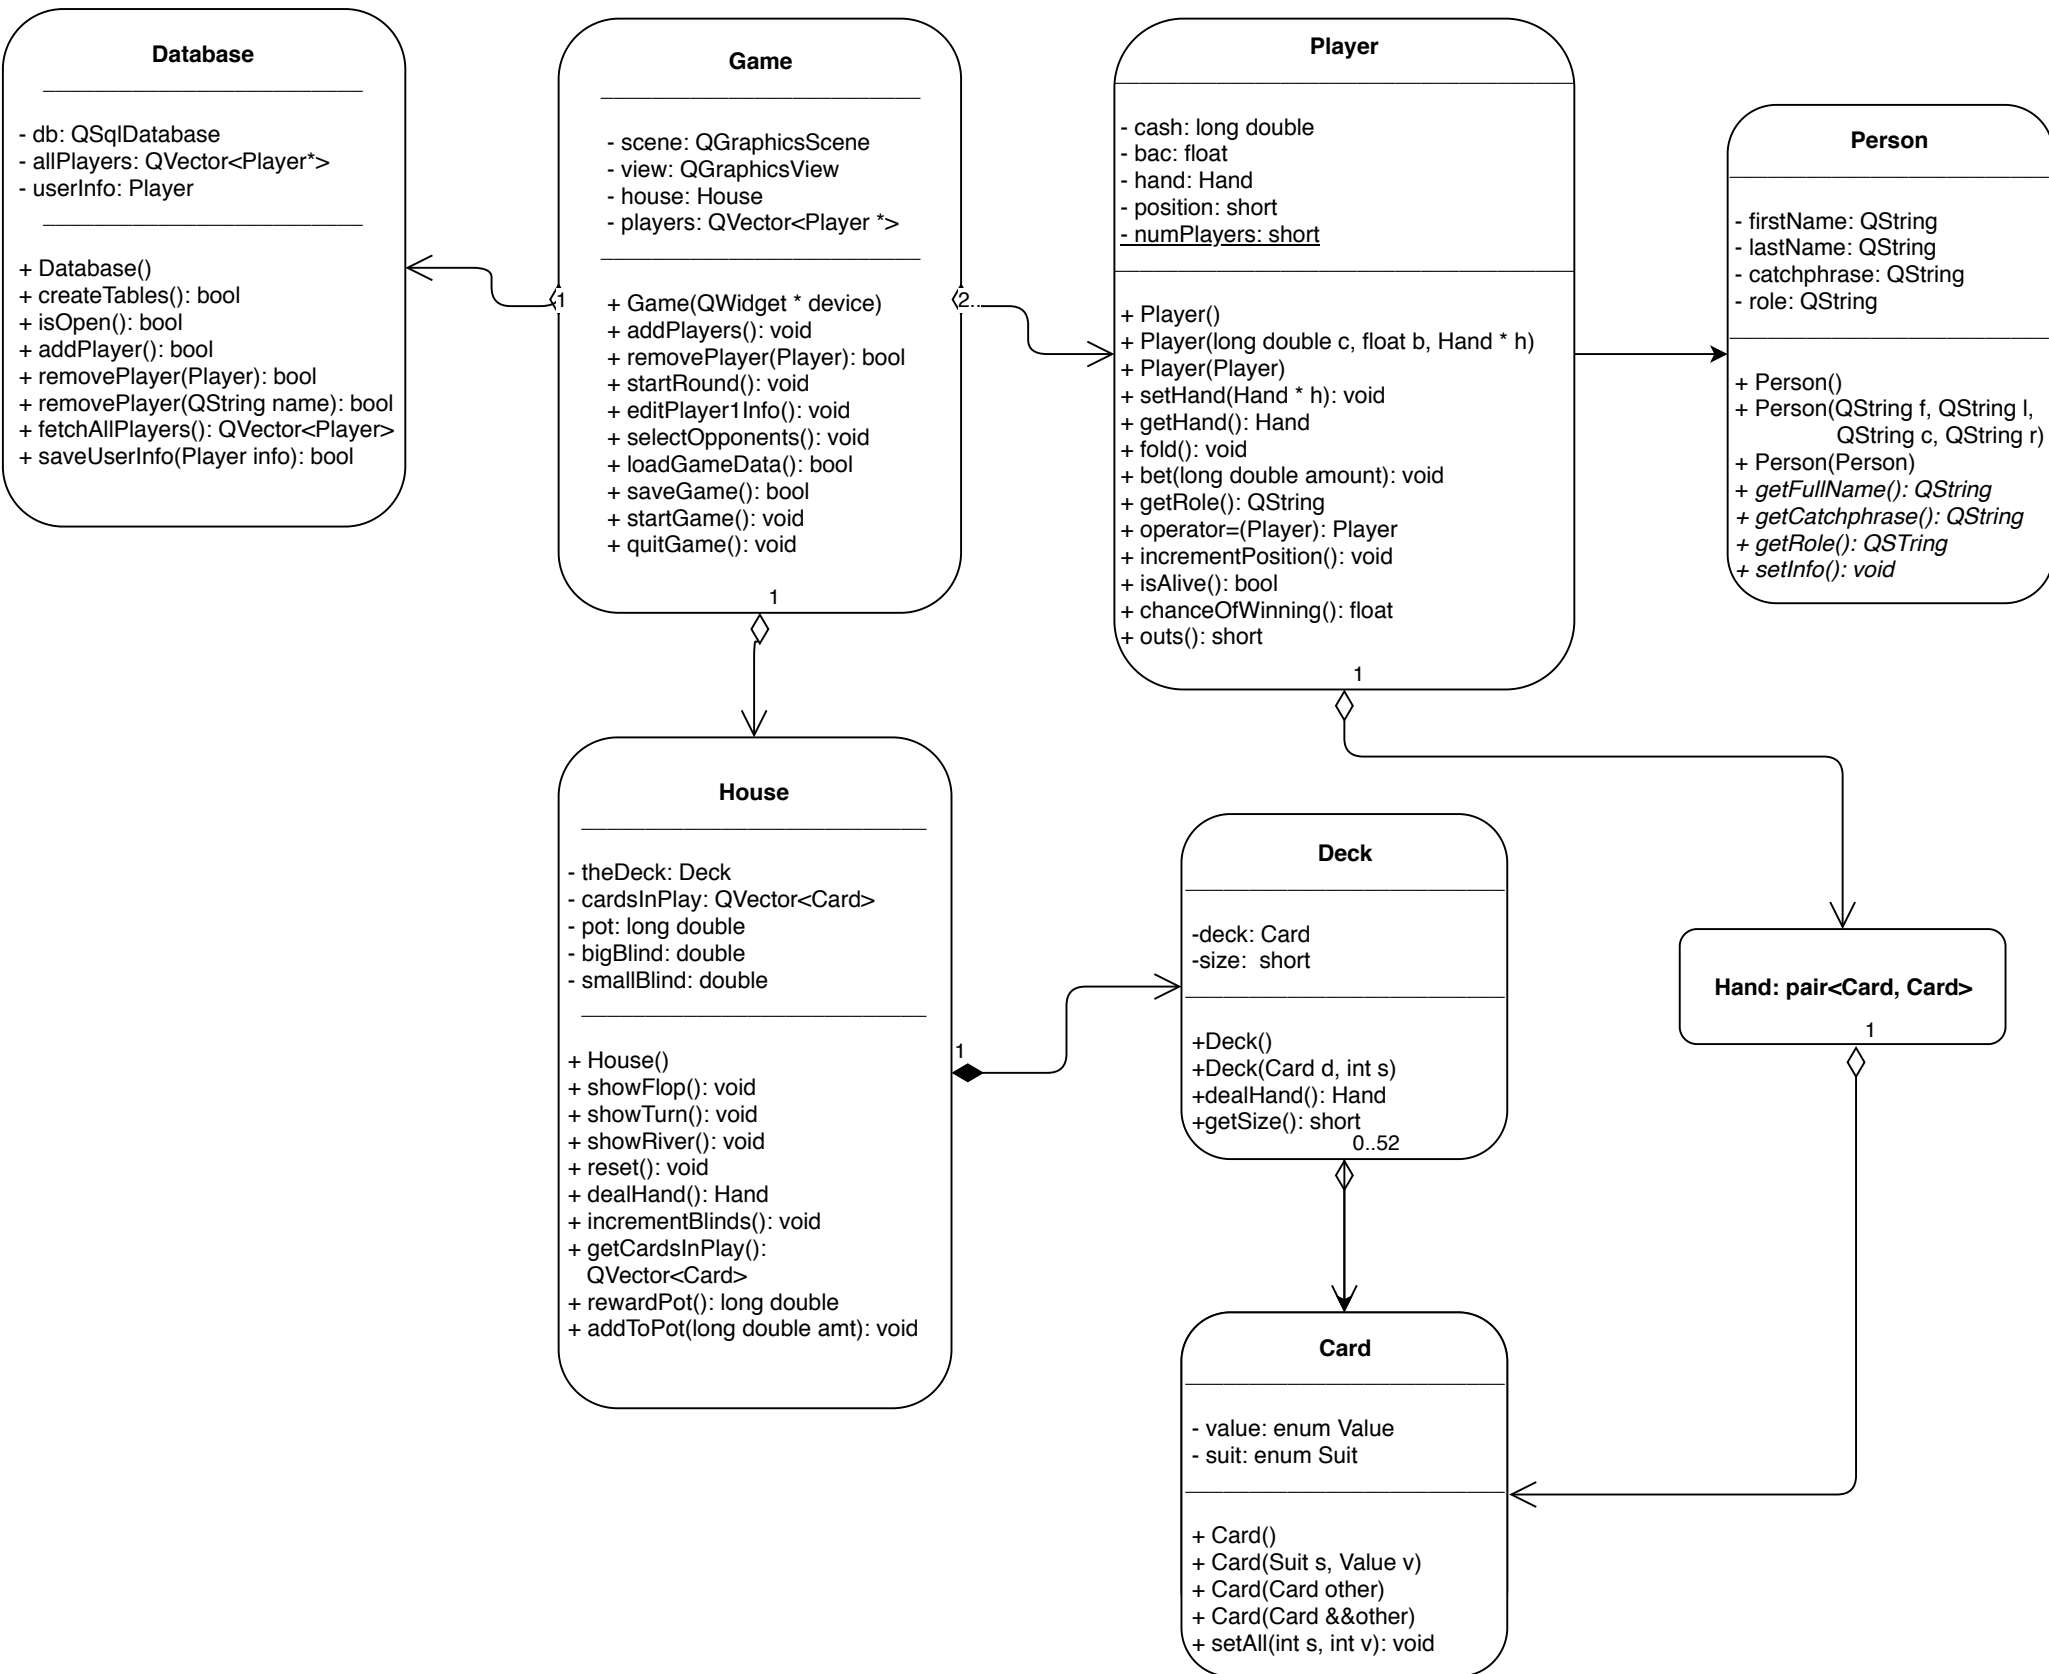 Database
- db: QSqlDatabase
- allPlayers: QVector<Player*>
- userInfo: Player
+ Database()
+ createTables(): bool
+ isOpen(): bool
+ addPlayer(): bool
+ removePlayer(Player): bool
+ removePlayer(QString name): bool
+ fetchAllPlayers(): QVector<Player>
+ saveUserInfo(Player info): bool
Game
- scene: QGraphicsScene
- view: QGraphicsView
- house: House
- players: QVector<Player *>
+ Game(QWidget * device)
+ addPlayers(): void
+ removePlayer(Player): bool
+ startRound(): void
+ editPlayer1Info(): void
+ selectOpponents(): void
+ loadGameData(): bool
+ saveGame(): bool
+ startGame(): void
+ quitGame(): void
1
2..
1
Player
- cash: long double
- bac: float
- hand: Hand
- position: short
- numPlayers: short
+ Player()
+ Player(long double c, float b, Hand * h)
+ Player(Player)
+ setHand(Hand * h): void
+ getHand(): Hand
+ fold(): void
+ bet(long double amount): void
+ getRole(): QString
+ operator=(Player): Player
+ incrementPosition(): void
+ isAlive(): bool
+ chanceOfWinning(): float
+ outs(): short
1
Person
- firstName: QString
- lastName: QString
- catchphrase: QString
- role: QString
+ Person()
+ Person(QString f, QString l,
QString c, QString r)
+ Person(Person)
+ getFullName(): QString
+ getCatchphrase(): QString
+ getRole(): QSTring
+ setInfo(): void
House
- theDeck: Deck
- cardsInPlay: QVector<Card>
- pot: long double
- bigBlind: double
- smallBlind: double
+ House()
+ showFlop(): void
+ showTurn(): void
+ showRiver(): void
+ reset(): void
+ dealHand(): Hand
+ incrementBlinds(): void
+ getCardsInPlay():
QVector<Card>
+ rewardPot(): long double
+ addToPot(long double amt): void
1
Deck
-deck: Card
-size:  short
+Deck()
+Deck(Card d, int s)
+dealHand(): Hand
+getSize(): short
0..52
Hand: pair<Card, Card>
1
Card
- value: enum Value
- suit: enum Suit
+ Card()
+ Card(Suit s, Value v)
+ Card(Card other)
+ Card(Card &&other)
+ setAll(int s, int v): void